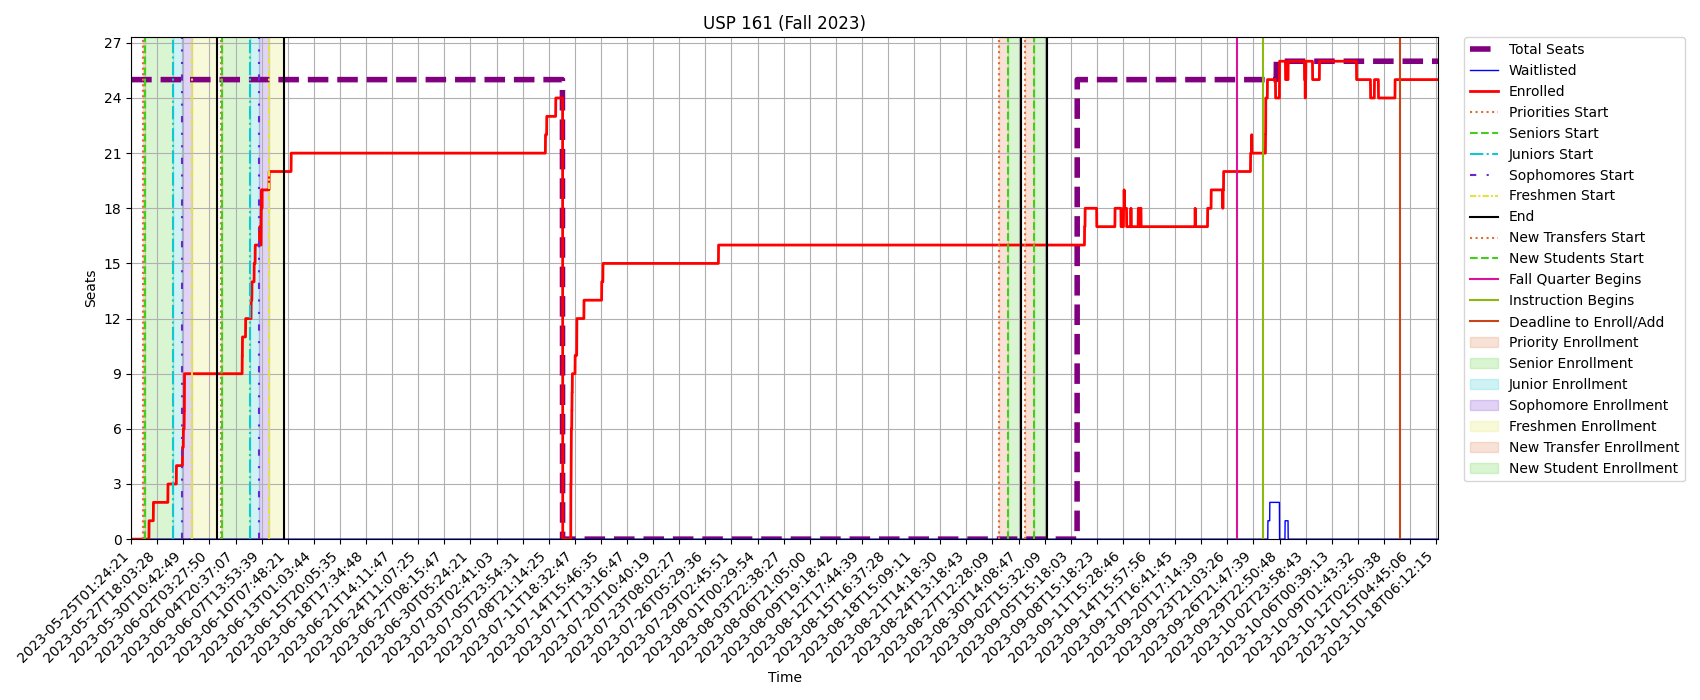 USP 161 (Fall 2023)
27
24
21
18
15
12
9
6
3
0
Seats
2023-05-25T01:24:21
2023-05-27T18:03:28
2023-05-30T10:42:49
2023-06-02T03:27:50
2023-06-04T20:37:07
2023-06-07T13:53:39
2023-06-10T07:48:21
2023-06-13T01:03:44
2023-06-15T20:05:35
2023-06-18T17:34:48
2023-06-21T14:11:47
2023-06-24T11:07:25
2023-06-27T08:15:47
2023-06-30T05:24:21
2023-07-03T02:41:03
2023-07-05T23:54:31
2023-07-08T21:14:25
2023-07-11T18:32:47
2023-07-14T15:46:35
2023-07-17T13:16:47
2023-07-20T10:40:19
2023-07-23T08:02:27
2023-07-26T05:29:36
2023-07-29T02:45:51
2023-08-01T00:29:54
2023-08-03T22:38:27
2023-08-06T21:05:00
2023-08-09T19:18:42
2023-08-12T17:44:39
2023-08-15T16:37:28
2023-08-18T15:09:11
2023-08-21T14:18:30
2023-08-24T13:18:43
2023-08-27T12:28:09
2023-08-30T14:08:47
2023-09-02T15:32:09
2023-09-05T15:18:03
2023-09-08T15:18:23
2023-09-11T15:28:46
2023-09-14T15:57:56
2023-09-17T16:41:45
2023-09-20T17:14:39
2023-09-23T21:03:26
2023-09-26T21:47:39
2023-09-29T22:50:48
2023-10-02T23:58:43
2023-10-06T00:39:13
2023-10-09T01:43:32
2023-10-12T02:50:38
2023-10-15T04:45:06
2023-10-18T06:12:15
Time
Total Seats
Waitlisted
Enrolled
Priorities Start
Seniors Start
Juniors Start
Sophomores Start
Freshmen Start
End
New Transfers Start
New Students Start
Fall Quarter Begins
Instruction Begins
Deadline to Enroll/Add
Priority Enrollment
Senior Enrollment
Junior Enrollment
Sophomore Enrollment
Freshmen Enrollment
New Transfer Enrollment
New Student Enrollment